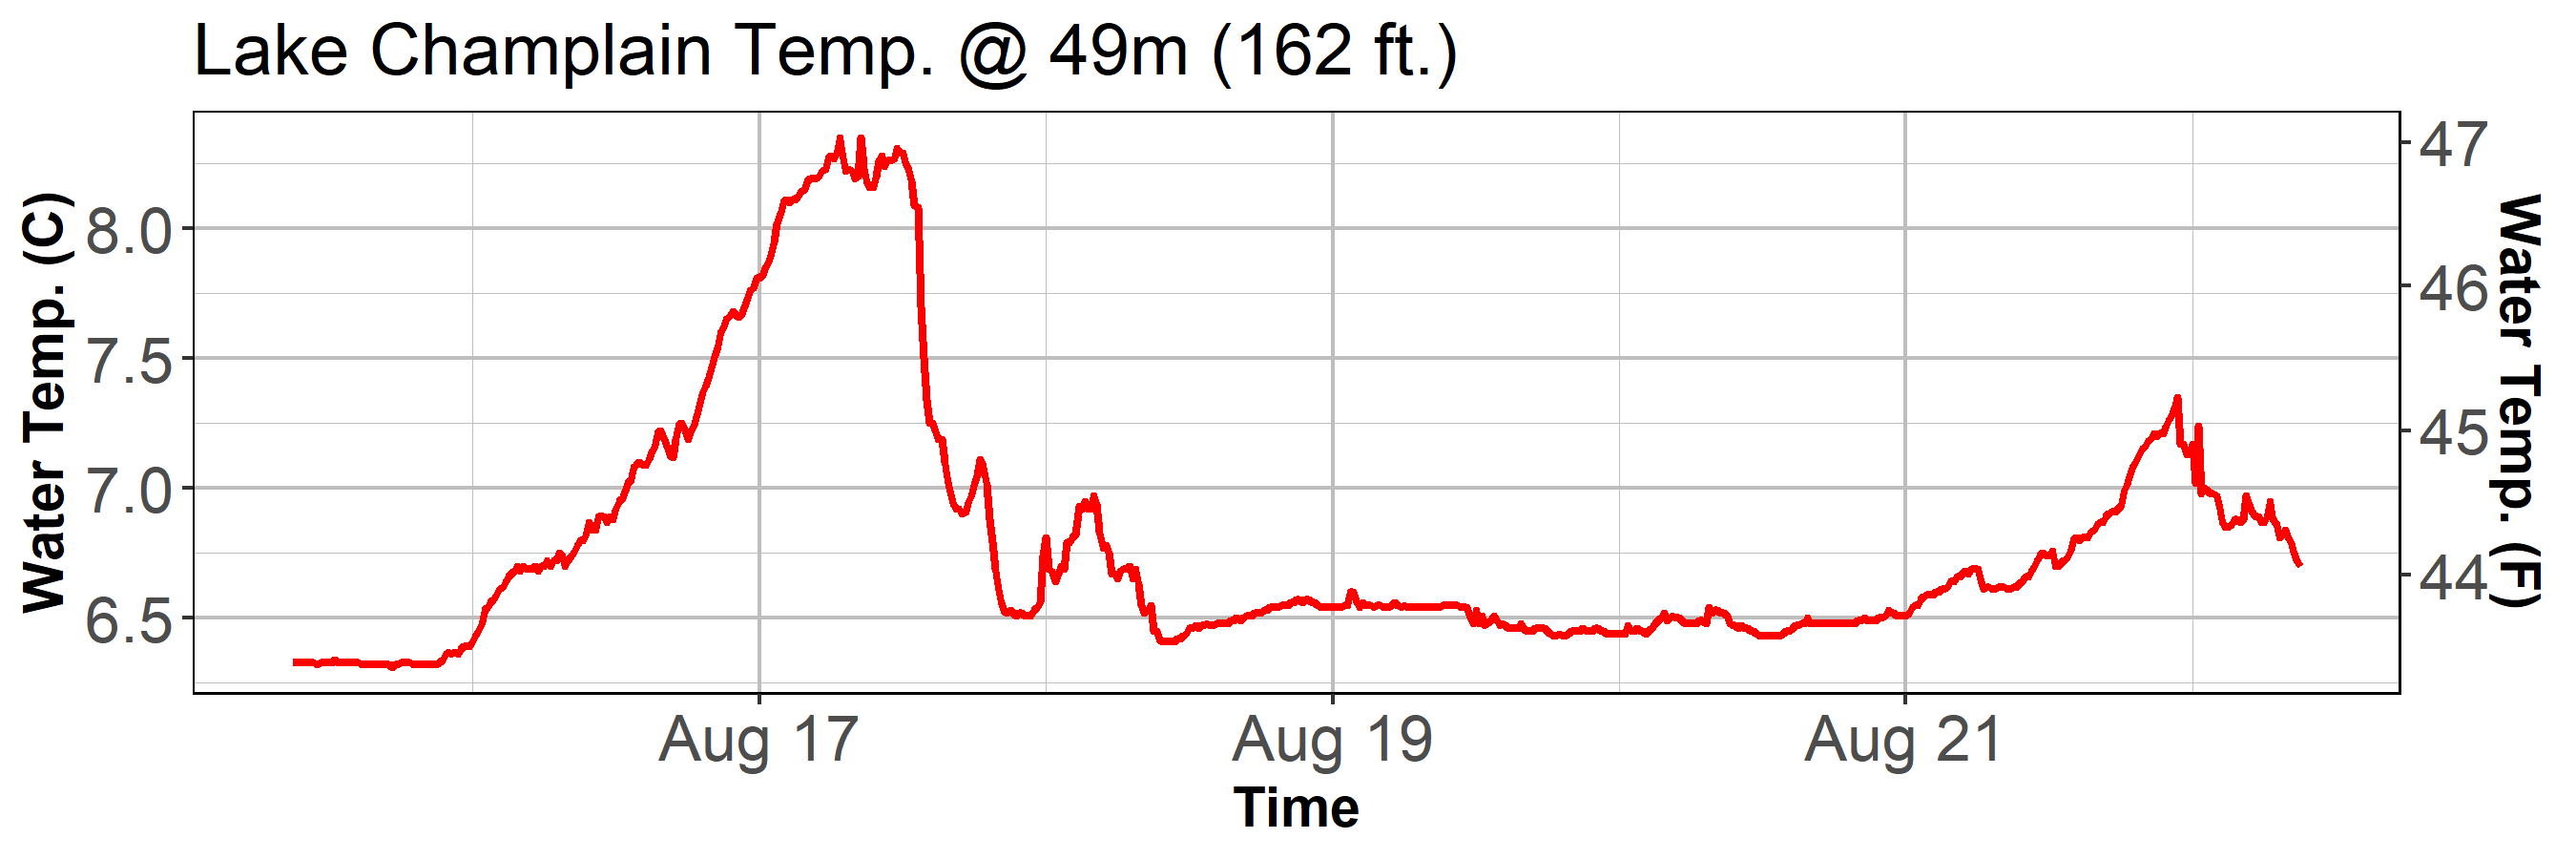 Lake Champlain Temp. @ 49m (162 ft.)
Water Temp. (C)
8.0
7.5
7.0
6.5
47
46
45
44
Water Temp. (F)
Aug 17
Aug 19
Aug 21
Time